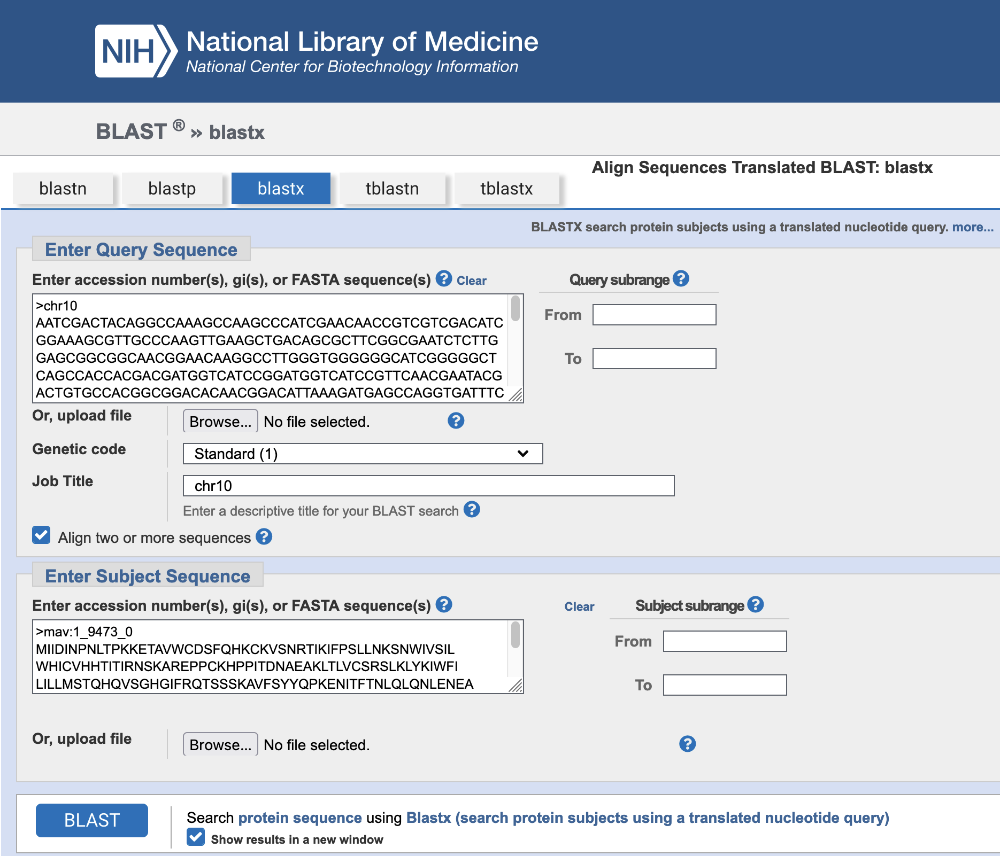 NIH National Library of Medicine
National Center for Biotechnology Information
BLAST ® » blastx
Align Sequences Translated BLAST: blastx
blastn blastp blastx tblastn tblastx
BLASTX search protein subjects using a translated nucleotide query. more...
Enter Query Sequence
Enter accession number(s), gi(s), or FASTA sequence(s) ? Clear
Query subrange ?
>chr10
AATCGACTACAGGCCAAAGCCAAGCCCATCGAACAACCGTCGTCGACATC
GGAAAGCGTTGCCCAAGTTGAAGCTGACAGCGCTTCGGCGAATCTCTTG
GAGCGGCGGCAACGGAACAAGGCCTTGGGTGGGGGGCATCGGGGGCT
CAGCCACCACGACGATGGTCATCCGGATGGTCATCCGTTCAACGAATACG
ACTGTGCCACGGCGGACACAACGGACATTAAAGATGAGCCAGGTGATTTC
From
To
Or, upload file Browse... No file selected. ?
Genetic code Standard (1)
Job Title chr10
Enter a descriptive title for your BLAST search ?
Align two or more sequences ?
Enter Subject Sequence
Enter accession number(s), gi(s), or FASTA sequence(s) ? Clear
Subject subrange ?
>mav:1_9473_0
MIIDINPNLTPKKETAVWCDSFQHKCKVSNRTIKIFPSLLNKSNWIVSIL
WHICVHHTITIRNSKAREPPCKHPPITDNAEAKLTLVCSRSLKLYKIWFI
LILLMSTQHQVSGHGIFRQTSSSKAVFSYYQPKENITFTNLQLQNLENEA
From
To
Or, upload file Browse... No file selected. ?
BLAST
Search protein sequence using Blastx (search protein subjects using a translated nucleotide query)
Show results in a new window